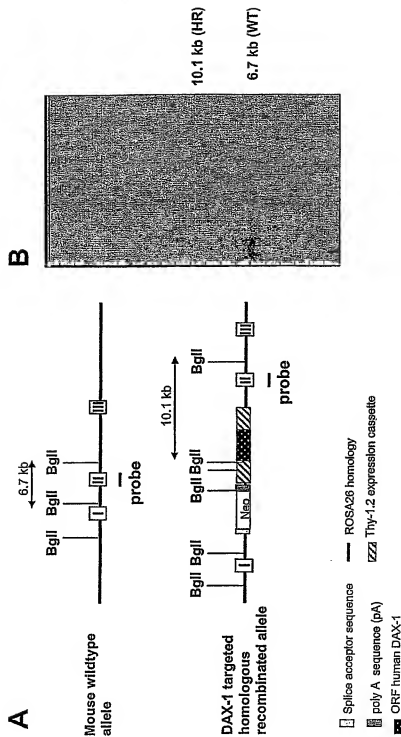 A
Mouse wildtype
allele
6.7 kb
BglI
BglI
BglI
I
II
III
probe
DAX-1 targeted
homologous
recombinated allele
10.1 kb
BglI
BglI
BglI
BglI
BglI
BglI
I
Neo
II
III
probe
Splice acceptor sequence
poly A sequence (pA)
ORF human DAX-1
ROSA26 homology
Thy-1.2 expression cassette
B
10.1 kb (HR)
6.7 kb (WT)